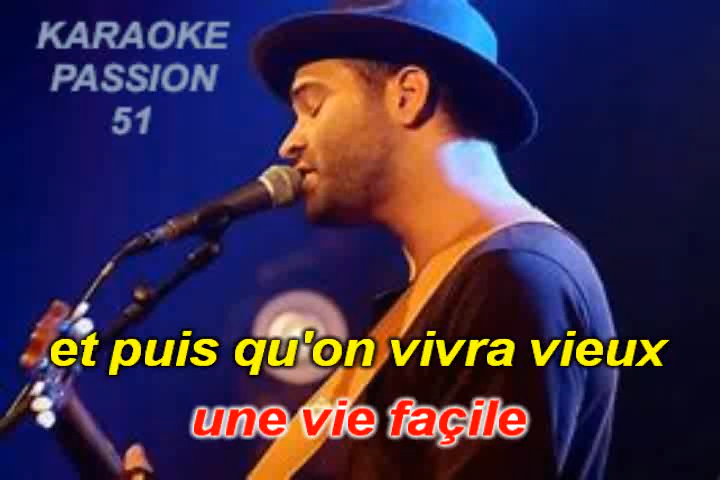 KARAOKE
PASSION
51
et puis qu'on vivra vieux
une vie façile